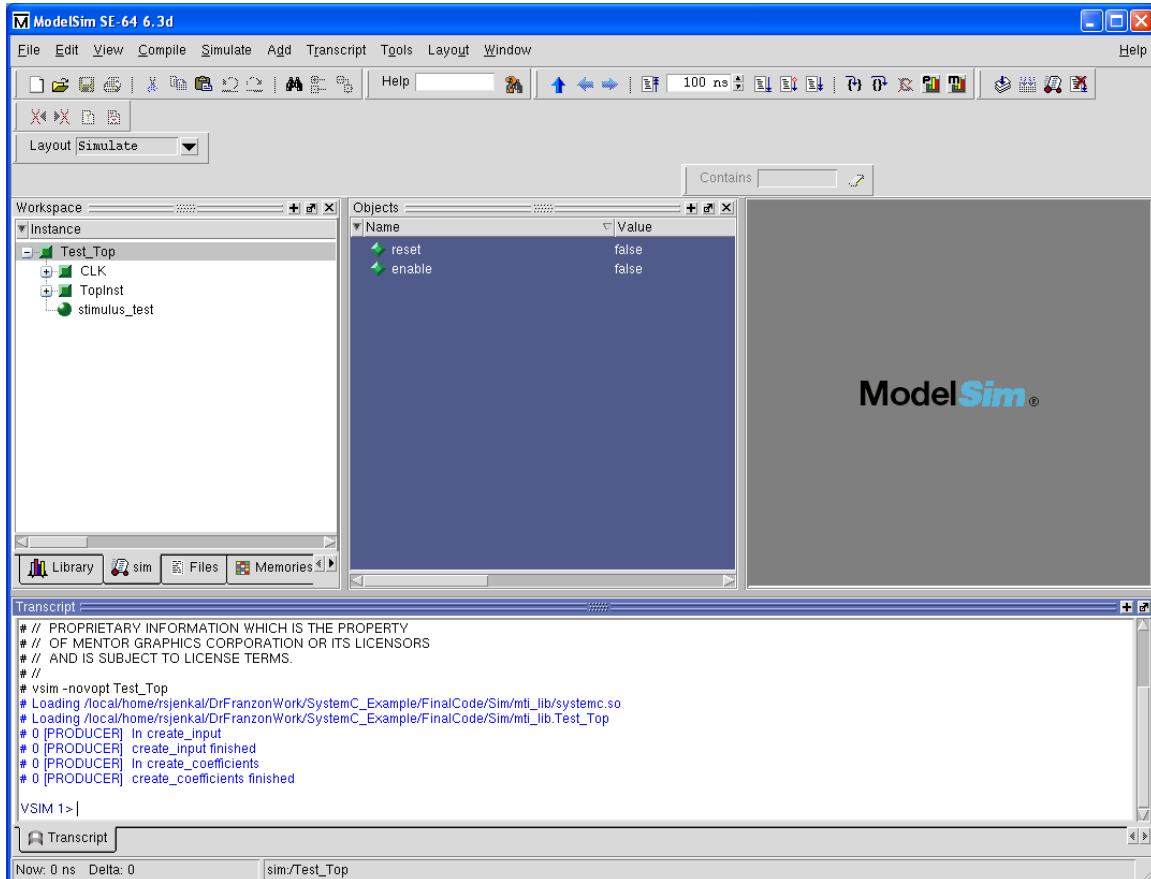 ModelSim SE-64 6.3d
File Edit View Compile Simulate Add Transcript Tools Layout Window Help
Help 100 ns
Layout Simulate
Contains
Workspace
Objects
Instance
Name Value
Test_Top
reset false
CLK
enable false
TopInst
stimulus_test
ModelSim®
Library sim Files Memories
Transcript
# // PROPRIETARY INFORMATION WHICH IS THE PROPERTY
# // OF MENTOR GRAPHICS CORPORATION OR ITS LICENSORS
# // AND IS SUBJECT TO LICENSE TERMS.
# //
# vsim -novopt Test_Top
# Loading /local/home/rsjenkal/DrFranzonWork/SystemC_Example/FinalCode/Sim/mti_lib/systemc.so
# Loading /local/home/rsjenkal/DrFranzonWork/SystemC_Example/FinalCode/Sim/mti_lib.Test_Top
# 0 [PRODUCER] In create_input
# 0 [PRODUCER] create_input finished
# 0 [PRODUCER] In create_coefficients
# 0 [PRODUCER] create_coefficients finished
VSIM 1>
Transcript
Now: 0 ns Delta: 0 sim:/Test_Top